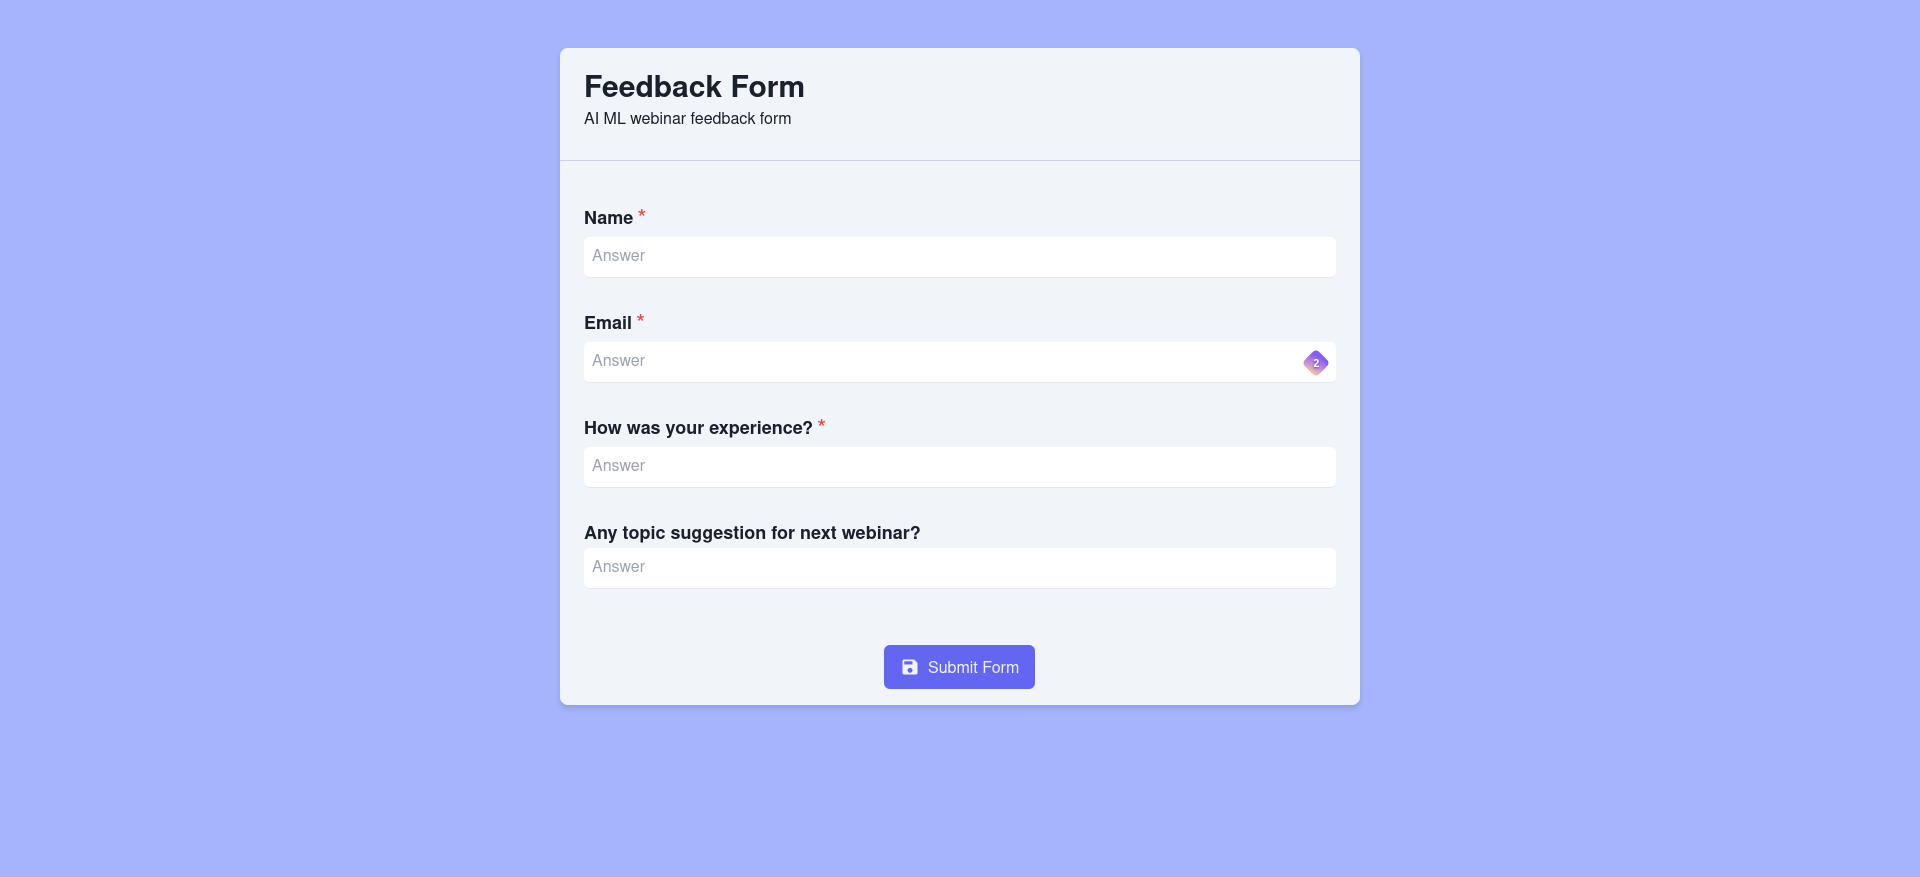 Feedback Form
AI ML webinar feedback form
Name *
Answer
Email *
Answer
2
How was your experience? *
Answer
Any topic suggestion for next webinar?
Answer
Submit Form